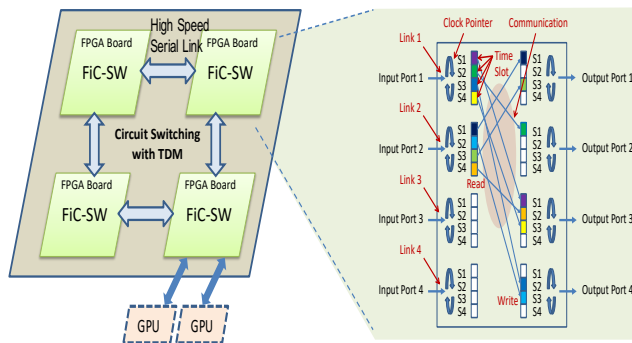 High Speed
Serial Link
FPGA Board
FiC-SW
FPGA Board
FiC-SW
Circuit Switching
with TDM
FPGA Board
FiC-SW
FPGA Board
FiC-SW
GPU
GPU
Link 1
Clock Pointer
Communication
Time
Slot
Input Port 1
S1
S2
S3
S4
S1
S2
S3
S4
Output Port 1
Link 2
Input Port 2
S1
S2
S3
S4
Read
S1
S2
S3
S4
Output Port 2
Link 3
Input Port 3
S1
S2
S3
S4
S1
S2
S3
S4
Output Port 3
Link 4
Input Port 4
S1
S2
S3
S4
Write
S1
S2
S3
S4
Output Port 4